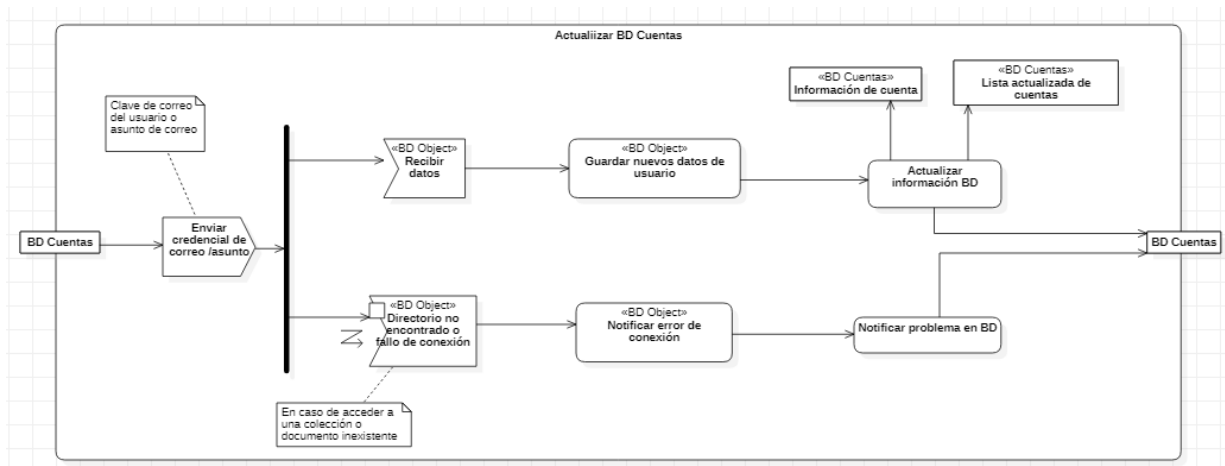 Actualiizar BD Cuentas
Clave de correo
del usuario o
asunto de correo
BD Cuentas
Enviar
credencial de
correo /asunto
«BD Object»
Recibir
datos
«BD Object»
Guardar nuevos datos de
usuario
Actualizar
información BD
«BD Cuentas»
Información de cuenta
«BD Cuentas»
Lista actualizada de
cuentas
BD Cuentas
«BD Object»
Directorio no
encontrado o
fallo de conexión
«BD Object»
Notificar error de
conexión
Notificar problema en BD
En caso de acceder a
una colección o
documento inexistente